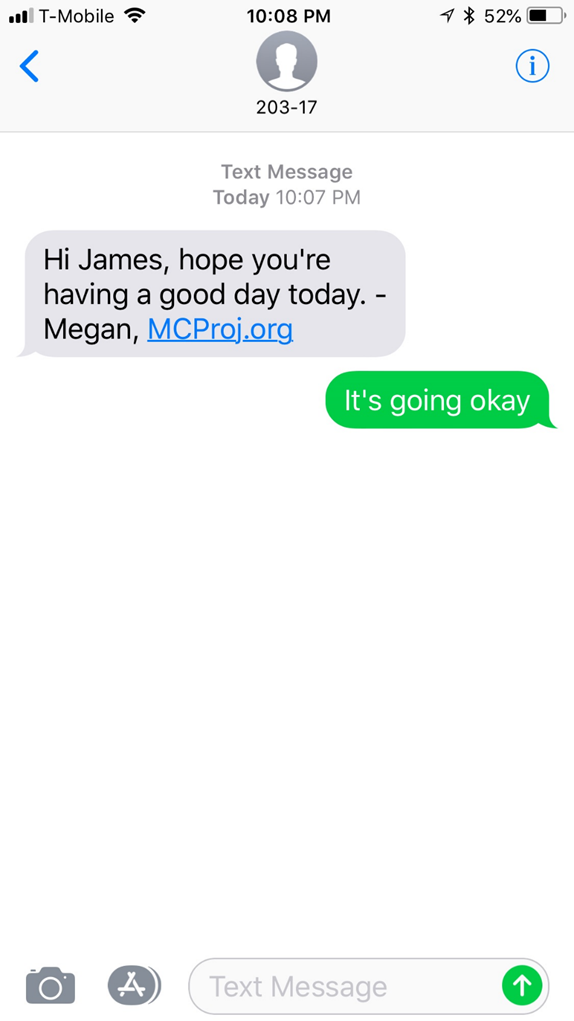 T-Mobile 10:08 PM 52%
203-17
Text Message
Today 10:07 PM
Hi James, hope you're
having a good day today. -
Megan, MCProj.org
It's going okay
Text Message